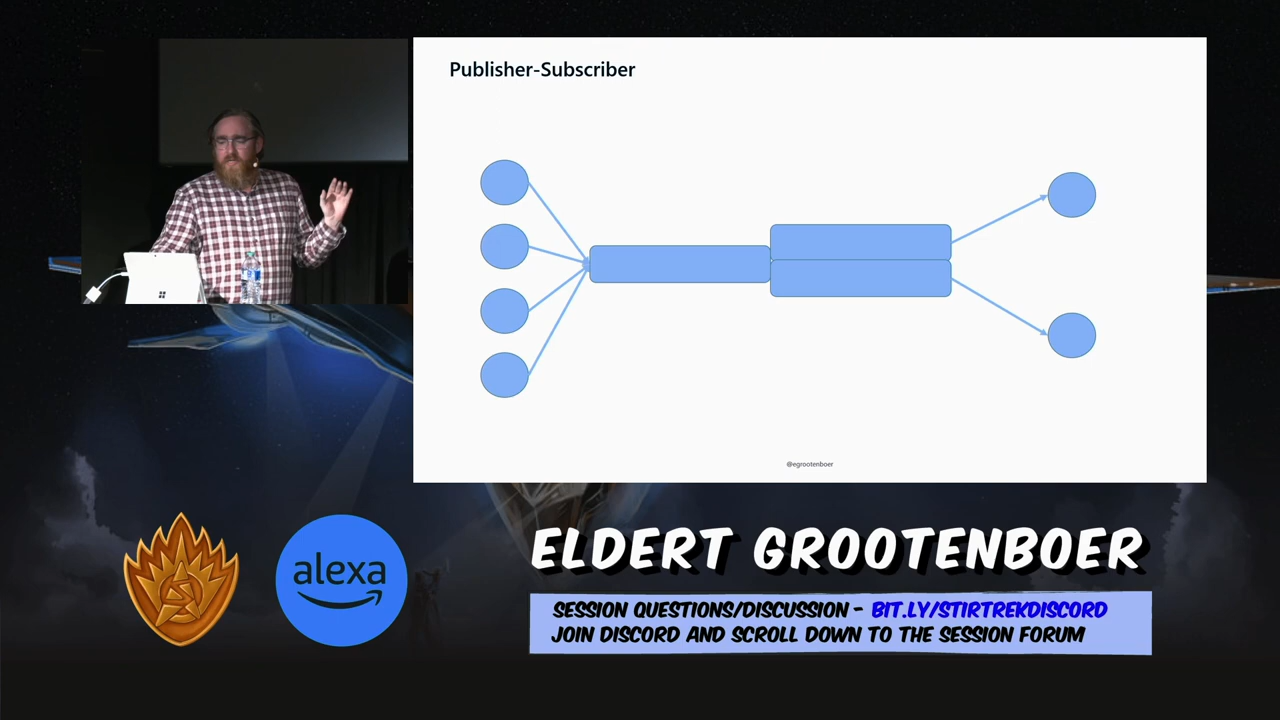 Publisher-Subscriber
@egrootenboer
alexa
ELDERT GROOTENBOER
SESSION QUESTIONS/DISCUSSION - BIT.LY/STIRTREKDISCORD
JOIN DISCORD AND SCROLL DOWN TO THE SESSION FORUM